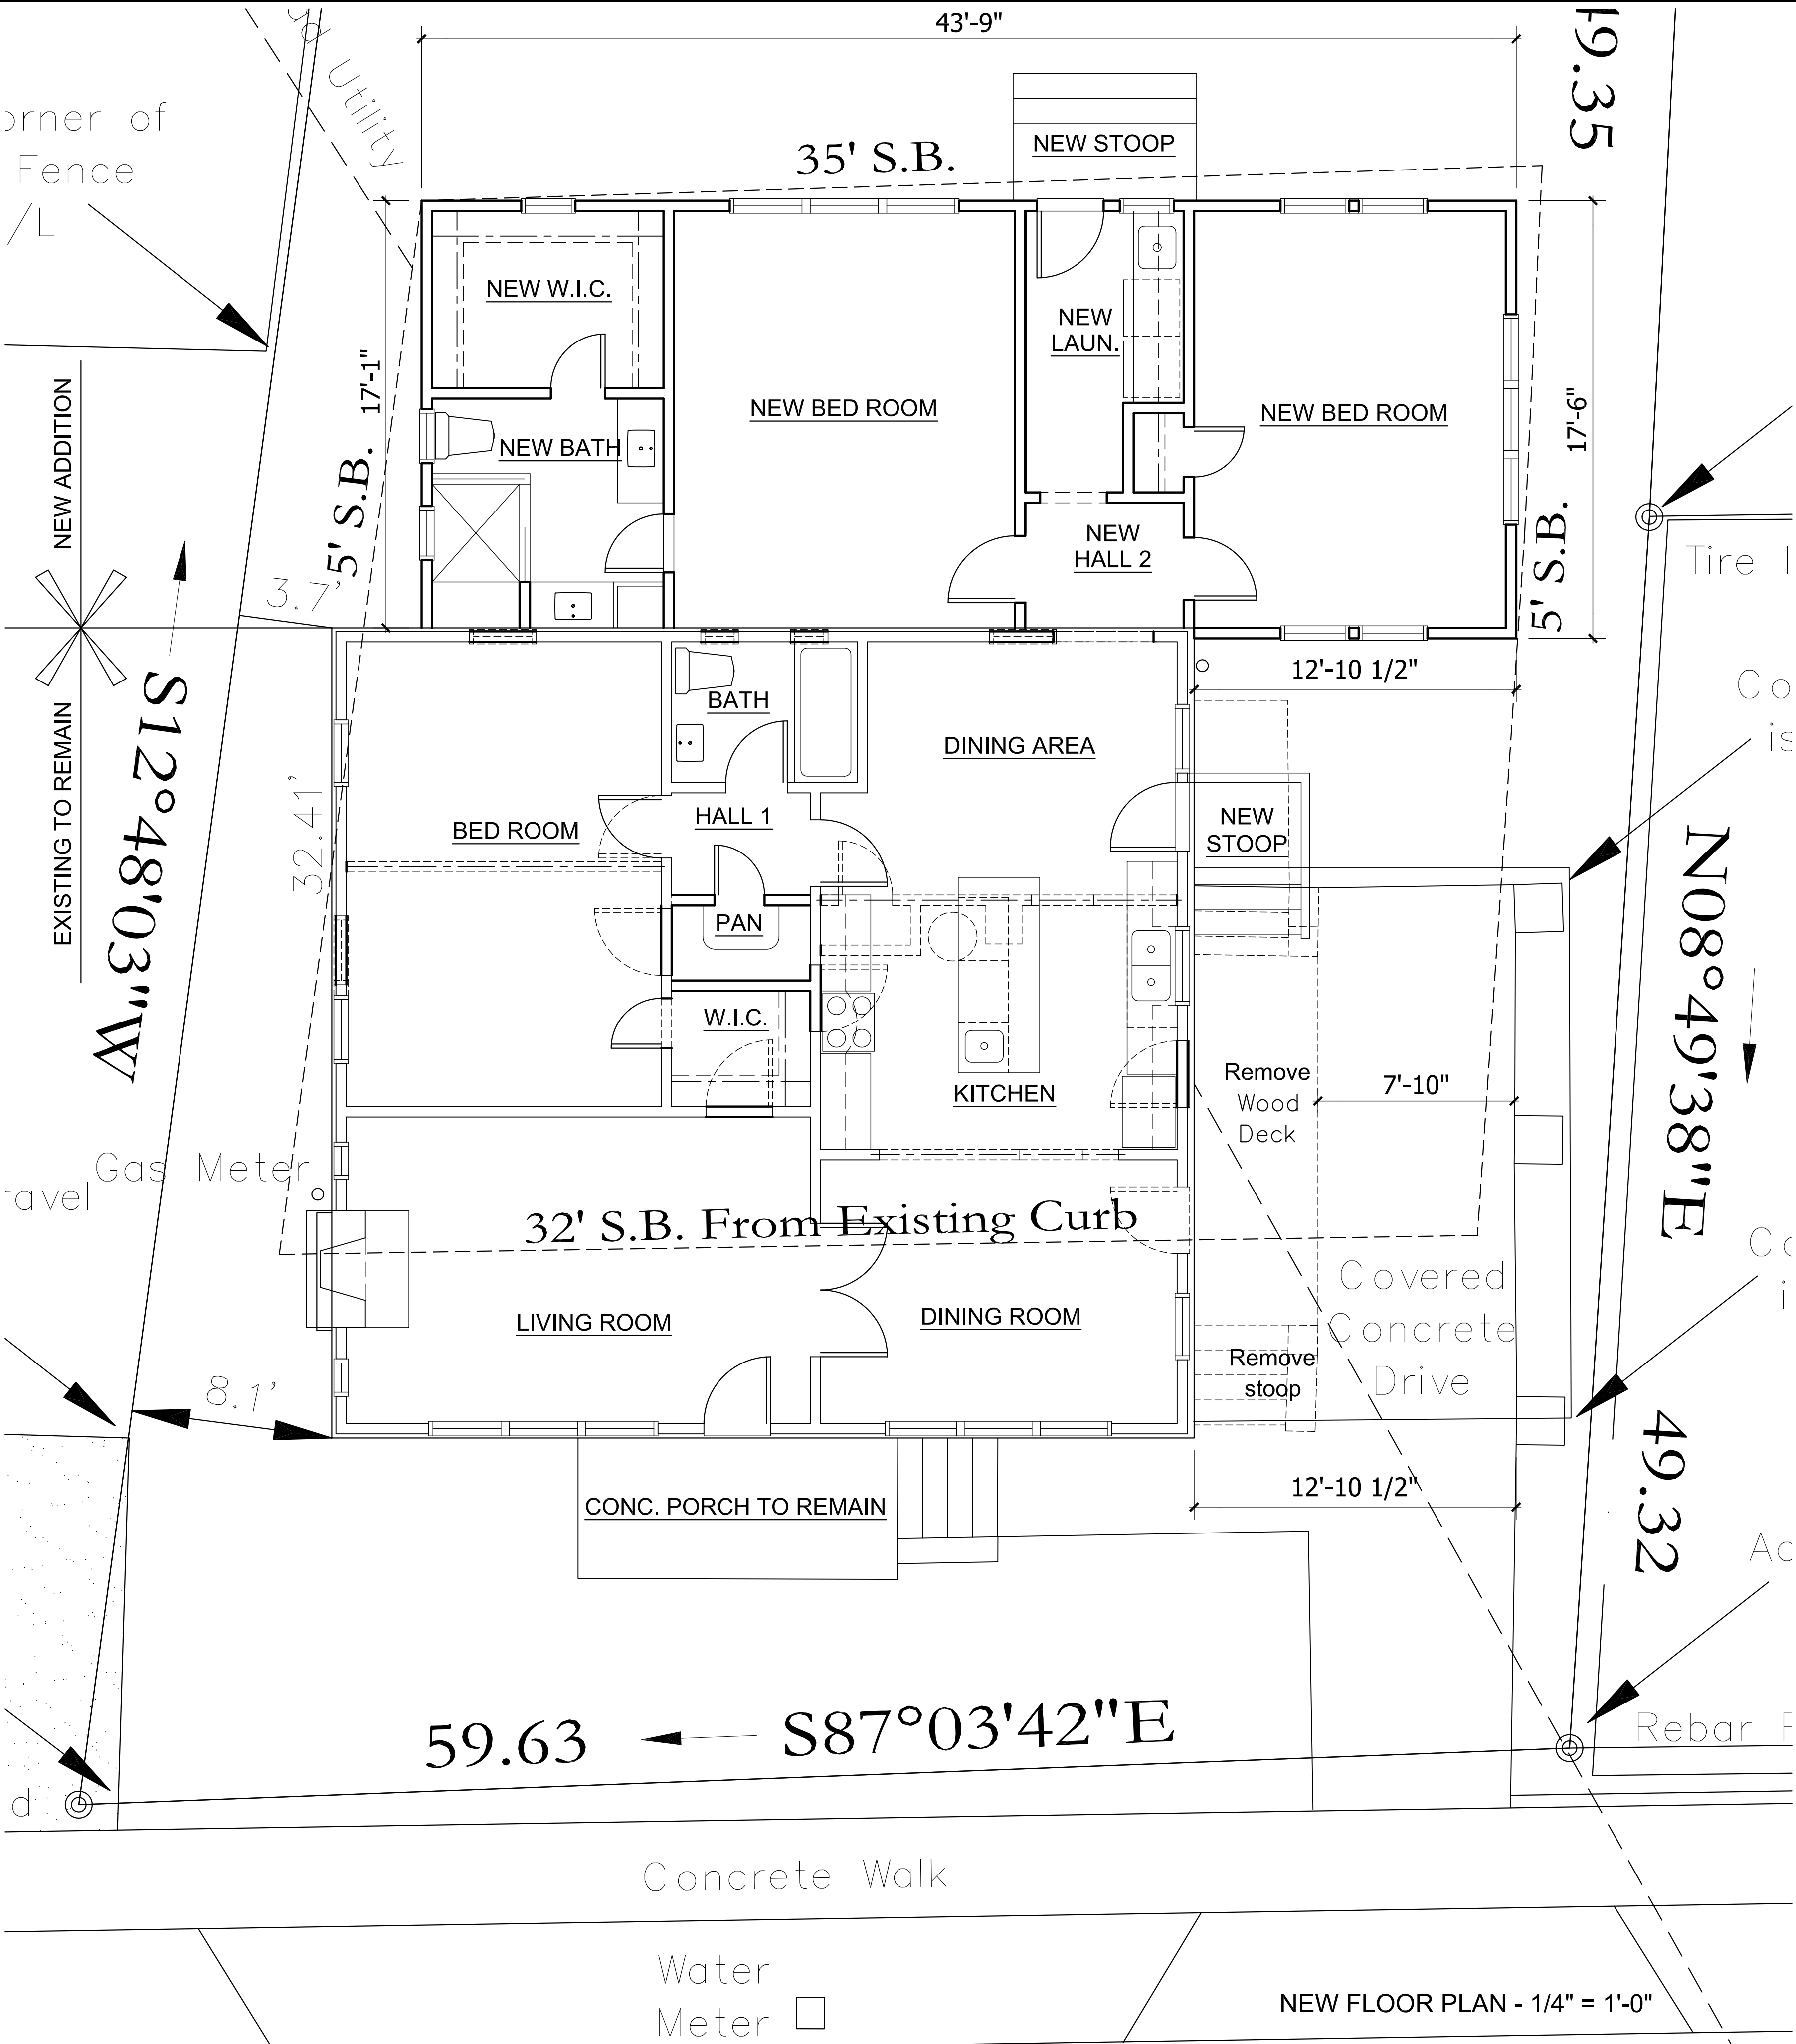 43'-9"
49.35
Utility
orner of
Fence
/L
NEW STOOP
35' S.B.
NEW W.I.C.
NEW
LAUN.
NEW BED ROOM
NEW BED ROOM
17'-1"
17'-6"
NEW BATH
NEW ADDITION
5' S.B.
5' S.B.
NEW
HALL 2
Tire
3.7'
12'-10 1/2"
Co
is
BATH
DINING AREA
EXISTING TO REMAIN
S12°48'03"W
32.41'
BED ROOM
HALL 1
NEW
STOOP
N08°49'38"E
PAN
W.I.C.
KITCHEN
Remove
Wood
Deck
7'-10"
Gas Meter
ravel
32' S.B. From Existing Curb
Covered
Concrete
Drive
LIVING ROOM
DINING ROOM
Remove
stoop
8.1'
49.32
12'-10 1/2"
CONC. PORCH TO REMAIN
59.63
S87°03'42"E
Rebar
d
Concrete Walk
Water
Meter
NEW FLOOR PLAN - 1/4" = 1'-0"